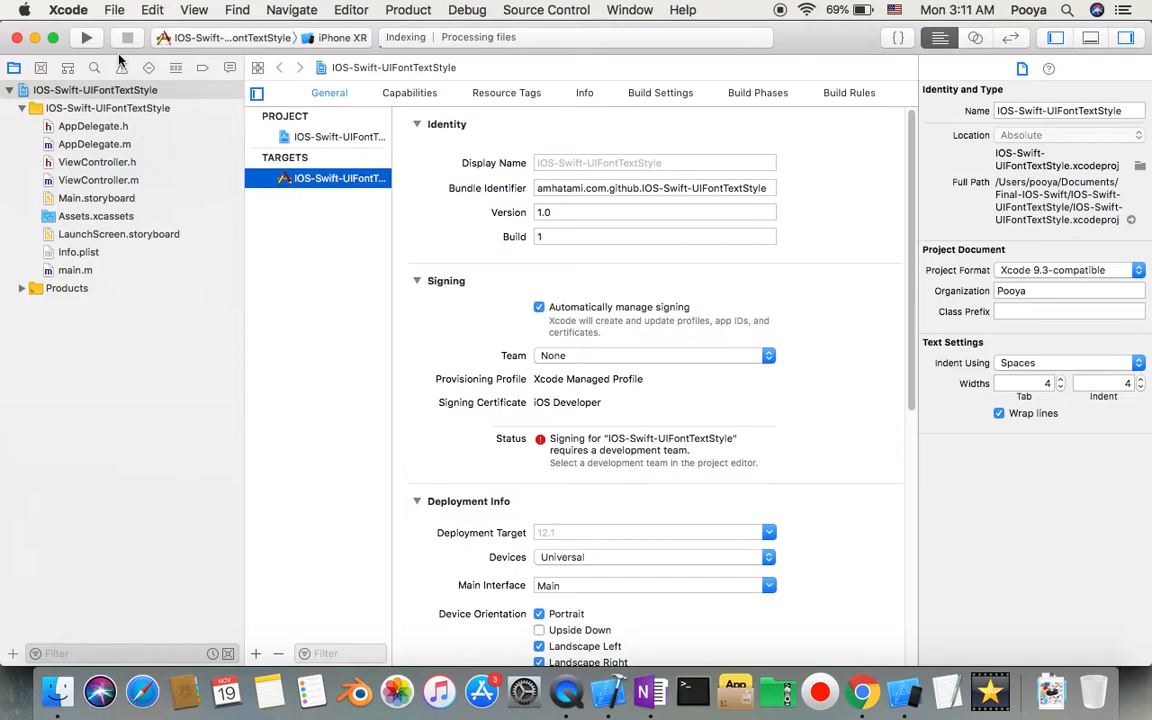 Xcode File Edit View Find Navigate Editor Product Debug Source Control Window Help 69% Mon 3:11 AM Pooya
IOS-Swift-...ontTextStyle iPhone XR Indexing Processing files
IOS-Swift-UIFontTextStyle
General Capabilities Resource Tags Info Build Settings Build Phases Build Rules
IOS-Swift-UIFontTextStyle
IOS-Swift-UIFontTextStyle
AppDelegate.h
AppDelegate.m
ViewController.h
ViewController.m
Main.storyboard
Assets.xcassets
LaunchScreen.storyboard
Info.plist
main.m
Products
Filter
PROJECT
IOS-Swift-UIFontT...
TARGETS
IOS-Swift-UIFontT...
Filter
Identity
Display Name IOS-Swift-UIFontTextStyle
Bundle Identifier amhatami.com.github.IOS-Swift-UIFontTextStyle
Version 1.0
Build 1
Signing
Automatically manage signing
Xcode will create and update profiles, app IDs, and
certificates.
Team None
Provisioning Profile Xcode Managed Profile
Signing Certificate iOS Developer
Status Signing for "IOS-Swift-UIFontTextStyle"
requires a development team.
Select a development team in the project editor.
Deployment Info
Deployment Target 12.1
Devices Universal
Main Interface Main
Device Orientation Portrait
Upside Down
Landscape Left
Landscape Right
Identity and Type
Name IOS-Swift-UIFontTextStyle
Location Absolute
IOS-Swift-
UIFontTextStyle.xcodeproj
Full Path /Users/pooya/Documents/
Final-IOS-Swift/IOS-Swift-
UIFontTextStyle/IOS-Swift-
UIFontTextStyle.xcodeproj
Project Document
Project Format Xcode 9.3-compatible
Organization Pooya
Class Prefix
Text Settings
Indent Using Spaces
Widths 4 4
Tab Indent
Wrap lines
NOV
19
3